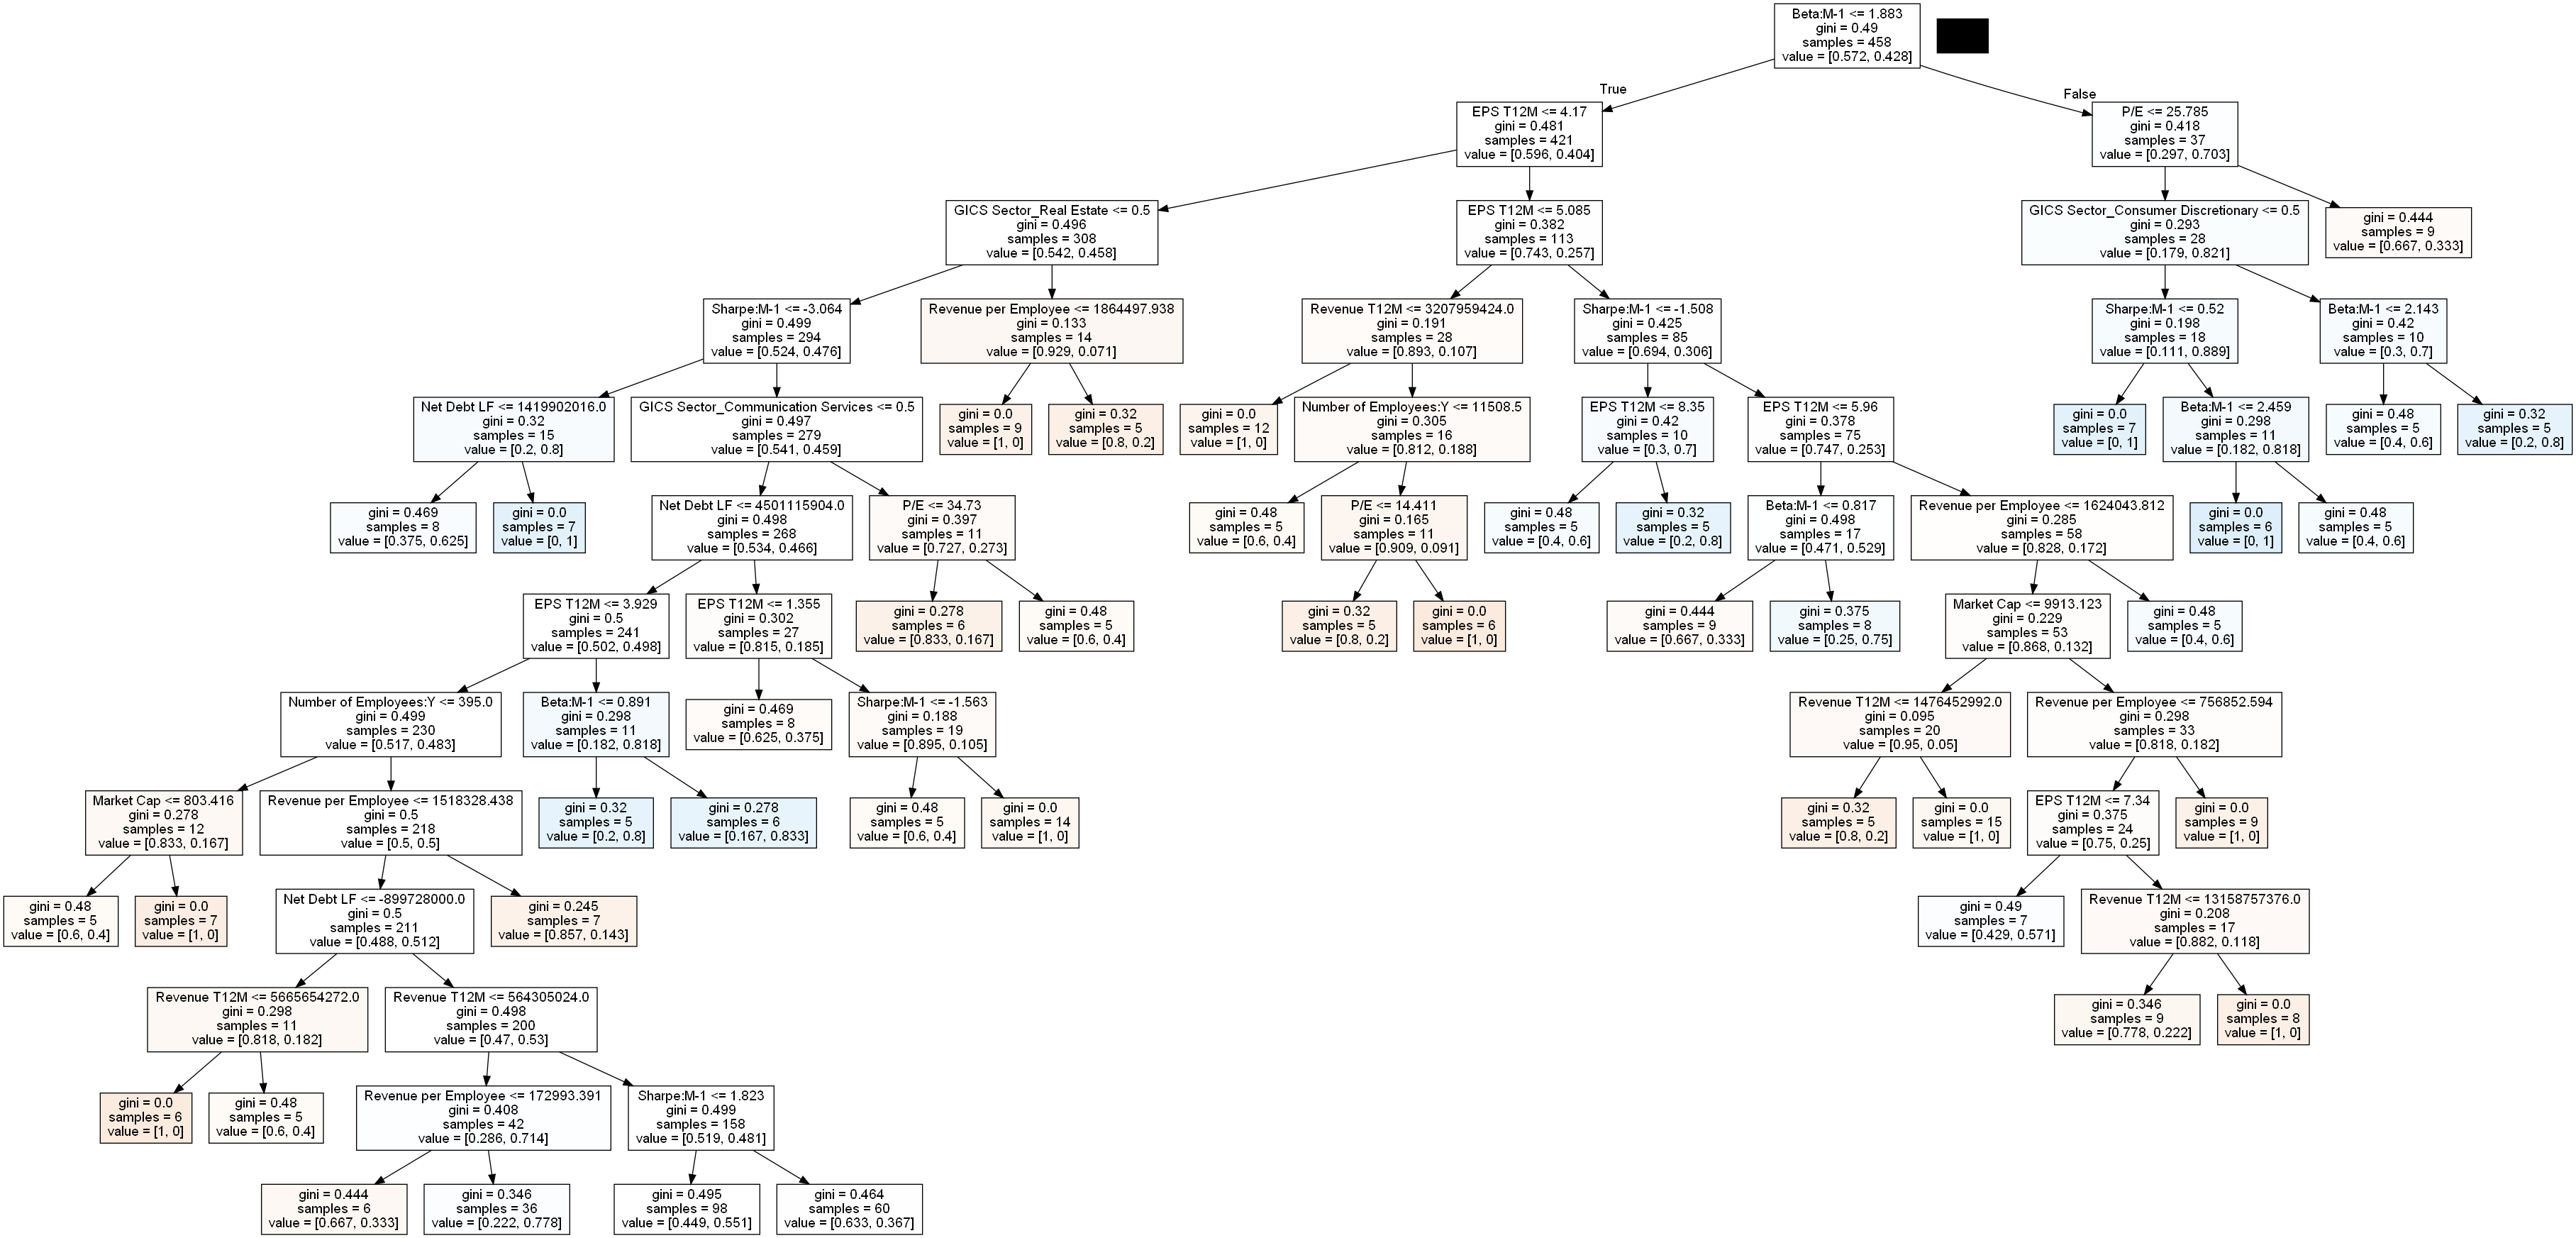 Beta:M-1 <= 1.883
gini = 0.49
samples = 458
value = [0.572, 0.428]
True
False
EPS T12M <= 4.17
gini = 0.481
samples = 421
value = [0.596, 0.404]
P/E <= 25.785
gini = 0.418
samples = 37
value = [0.297, 0.703]
GICS Sector_Real Estate <= 0.5
gini = 0.496
samples = 308
value = [0.542, 0.458]
EPS T12M <= 5.085
gini = 0.382
samples = 113
value = [0.743, 0.257]
GICS Sector_Consumer Discretionary <= 0.5
gini = 0.293
samples = 28
value = [0.179, 0.821]
gini = 0.444
samples = 9
value = [0.667, 0.333]
Sharpe:M-1 <= -3.064
gini = 0.499
samples = 294
value = [0.524, 0.476]
Revenue per Employee <= 1864497.938
gini = 0.133
samples = 14
value = [0.929, 0.071]
Revenue T12M <= 3207959424.0
gini = 0.191
samples = 28
value = [0.893, 0.107]
Sharpe:M-1 <= -1.508
gini = 0.425
samples = 85
value = [0.694, 0.306]
Sharpe:M-1 <= 0.52
gini = 0.198
samples = 18
value = [0.111, 0.889]
Beta:M-1 <= 2.143
gini = 0.42
samples = 10
value = [0.3, 0.7]
Net Debt LF <= 1419902016.0
gini = 0.32
samples = 15
value = [0.2, 0.8]
GICS Sector_Communication Services <= 0.5
gini = 0.497
samples = 279
value = [0.541, 0.459]
gini = 0.0
samples = 9
value = [1, 0]
gini = 0.32
samples = 5
value = [0.8, 0.2]
gini = 0.0
samples = 12
value = [1, 0]
Number of Employees:Y <= 11508.5
gini = 0.305
samples = 16
value = [0.812, 0.188]
EPS T12M <= 8.35
gini = 0.42
samples = 10
value = [0.3, 0.7]
EPS T12M <= 5.96
gini = 0.378
samples = 75
value = [0.747, 0.253]
gini = 0.0
samples = 7
value = [0, 1]
Beta:M-1 <= 2.459
gini = 0.298
samples = 11
value = [0.182, 0.818]
gini = 0.48
samples = 5
value = [0.4, 0.6]
gini = 0.32
samples = 5
value = [0.2, 0.8]
gini = 0.469
samples = 8
value = [0.375, 0.625]
gini = 0.0
samples = 7
value = [0, 1]
Net Debt LF <= 4501115904.0
gini = 0.498
samples = 268
value = [0.534, 0.466]
P/E <= 34.73
gini = 0.397
samples = 11
value = [0.727, 0.273]
gini = 0.48
samples = 5
value = [0.6, 0.4]
P/E <= 14.411
gini = 0.165
samples = 11
value = [0.909, 0.091]
gini = 0.48
samples = 5
value = [0.4, 0.6]
gini = 0.32
samples = 5
value = [0.2, 0.8]
Beta:M-1 <= 0.817
gini = 0.498
samples = 17
value = [0.471, 0.529]
Revenue per Employee <= 1624043.812
gini = 0.285
samples = 58
value = [0.828, 0.172]
gini = 0.0
samples = 6
value = [0, 1]
gini = 0.48
samples = 5
value = [0.4, 0.6]
EPS T12M <= 3.929
gini = 0.5
samples = 241
value = [0.502, 0.498]
EPS T12M <= 1.355
gini = 0.302
samples = 27
value = [0.815, 0.185]
gini = 0.278
samples = 6
value = [0.833, 0.167]
gini = 0.48
samples = 5
value = [0.6, 0.4]
gini = 0.32
samples = 5
value = [0.8, 0.2]
gini = 0.0
samples = 6
value = [1, 0]
gini = 0.444
samples = 9
value = [0.667, 0.333]
gini = 0.375
samples = 8
value = [0.25, 0.75]
Market Cap <= 9913.123
gini = 0.229
samples = 53
value = [0.868, 0.132]
gini = 0.48
samples = 5
value = [0.4, 0.6]
Number of Employees:Y <= 395.0
gini = 0.499
samples = 230
value = [0.517, 0.483]
Beta:M-1 <= 0.891
gini = 0.298
samples = 11
value = [0.182, 0.818]
gini = 0.469
samples = 8
value = [0.625, 0.375]
Sharpe:M-1 <= -1.563
gini = 0.188
samples = 19
value = [0.895, 0.105]
Revenue T12M <= 1476452992.0
gini = 0.095
samples = 20
value = [0.95, 0.05]
Revenue per Employee <= 756852.594
gini = 0.298
samples = 33
value = [0.818, 0.182]
Market Cap <= 803.416
gini = 0.278
samples = 12
value = [0.833, 0.167]
Revenue per Employee <= 1518328.438
gini = 0.5
samples = 218
value = [0.5, 0.5]
gini = 0.32
samples = 5
value = [0.2, 0.8]
gini = 0.278
samples = 6
value = [0.167, 0.833]
gini = 0.48
samples = 5
value = [0.6, 0.4]
gini = 0.0
samples = 14
value = [1, 0]
gini = 0.32
samples = 5
value = [0.8, 0.2]
gini = 0.0
samples = 15
value = [1, 0]
EPS T12M <= 7.34
gini = 0.375
samples = 24
value = [0.75, 0.25]
gini = 0.0
samples = 9
value = [1, 0]
gini = 0.48
samples = 5
value = [0.6, 0.4]
gini = 0.0
samples = 7
value = [1, 0]
Net Debt LF <= -899728000.0
gini = 0.5
samples = 211
value = [0.488, 0.512]
gini = 0.245
samples = 7
value = [0.857, 0.143]
gini = 0.49
samples = 7
value = [0.429, 0.571]
Revenue T12M <= 13158757376.0
gini = 0.208
samples = 17
value = [0.882, 0.118]
Revenue T12M <= 5665654272.0
gini = 0.298
samples = 11
value = [0.818, 0.182]
Revenue T12M <= 564305024.0
gini = 0.498
samples = 200
value = [0.47, 0.53]
gini = 0.346
samples = 9
value = [0.778, 0.222]
gini = 0.0
samples = 8
value = [1, 0]
gini = 0.0
samples = 6
value = [1, 0]
gini = 0.48
samples = 5
value = [0.6, 0.4]
Revenue per Employee <= 172993.391
gini = 0.408
samples = 42
value = [0.286, 0.714]
Sharpe:M-1 <= 1.823
gini = 0.499
samples = 158
value = [0.519, 0.481]
gini = 0.444
samples = 6
value = [0.667, 0.333]
gini = 0.346
samples = 36
value = [0.222, 0.778]
gini = 0.495
samples = 98
value = [0.449, 0.551]
gini = 0.464
samples = 60
value = [0.633, 0.367]